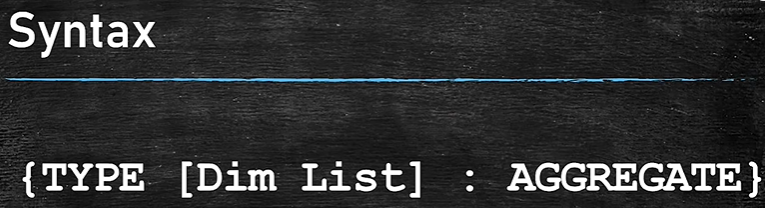 Syntax
{TYPE [Dim List] : AGGREGATE}